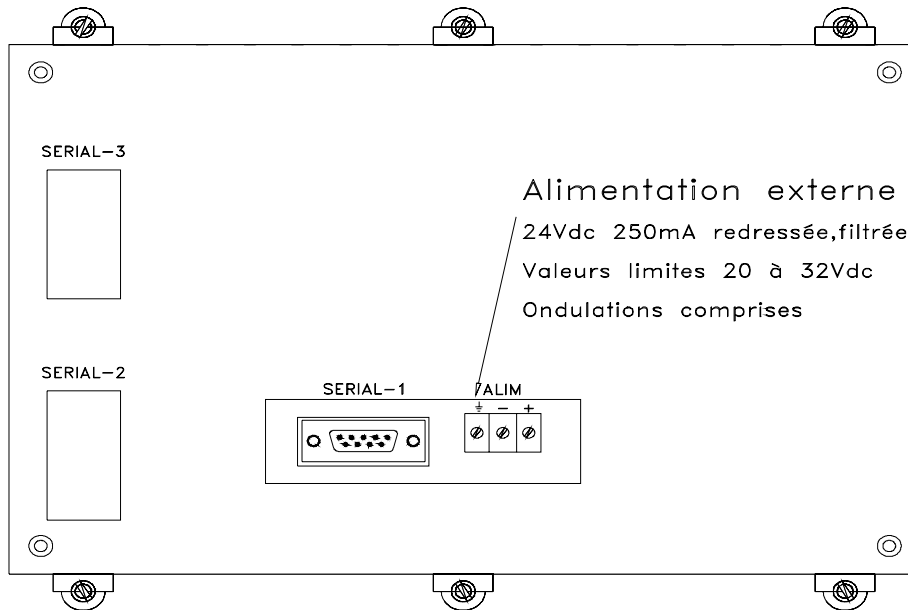 SERIAL-3
Alimentation externe
24Vdc 250mA redressée,filtrée
Valeurs limites 20 à 32Vdc
Ondulations comprises
SERIAL-2
SERIAL-1
ALIM
- +